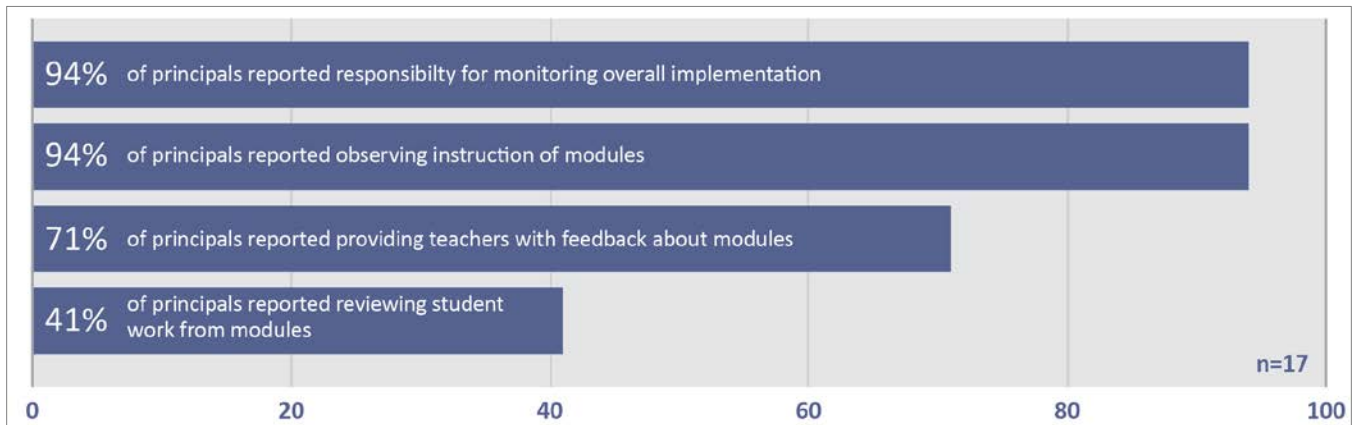 94% of principals reported responsibilty for monitoring overall implementation
94% of principals reported observing instruction of modules
71% of principals reported providing teachers with feedback about modules
41% of principals reported reviewing student
work from modules
n=17
0 20 40 60 80 100